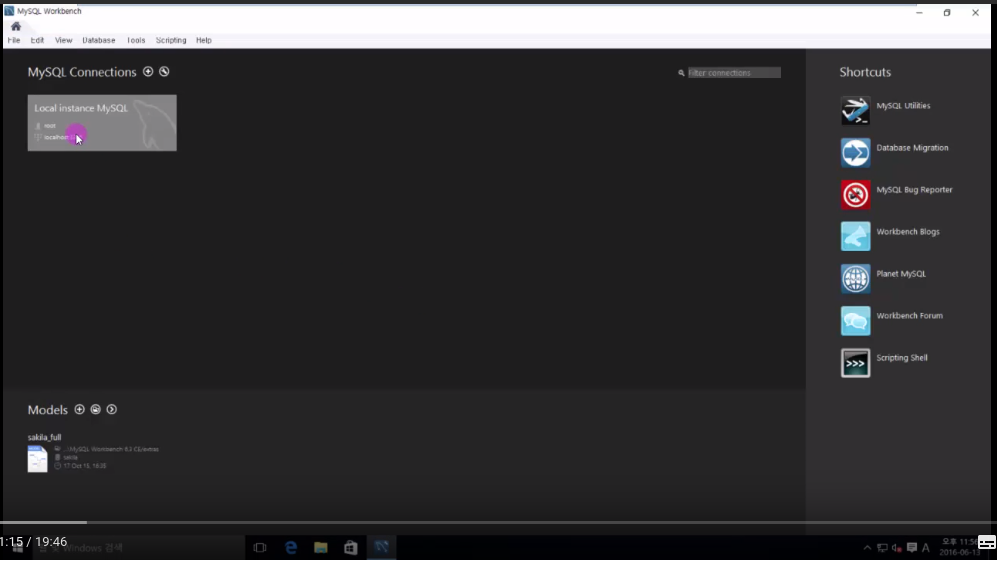 MySQL Workbench
File Edit View Database Tools Scripting Help
MySQL Connections
Filter connections
Local instance MySQL
root
localhost
Shortcuts
MySQL Utilities
Database Migration
MySQL Bug Reporter
Workbench Blogs
Planet MySQL
Workbench Forum
Scripting Shell
Models
sakila_full
...\MySQL Workbench 6.3 CE/extras
sakila
17 Oct 15, 16:35
1:15 / 19:46
Windows 검색
A
오후 11:56
2016-06-13